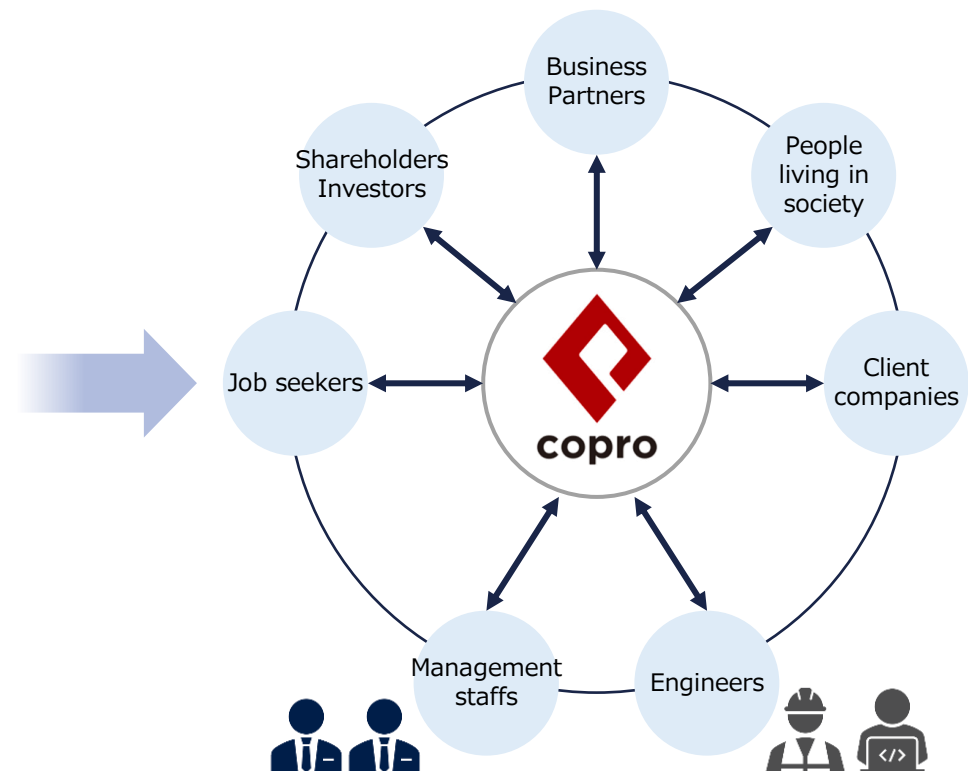 Business
Partners
People
living in
society
Shareholders
Investors
Client
companies
Job seekers
copro
Management
staffs
Engineers
</>